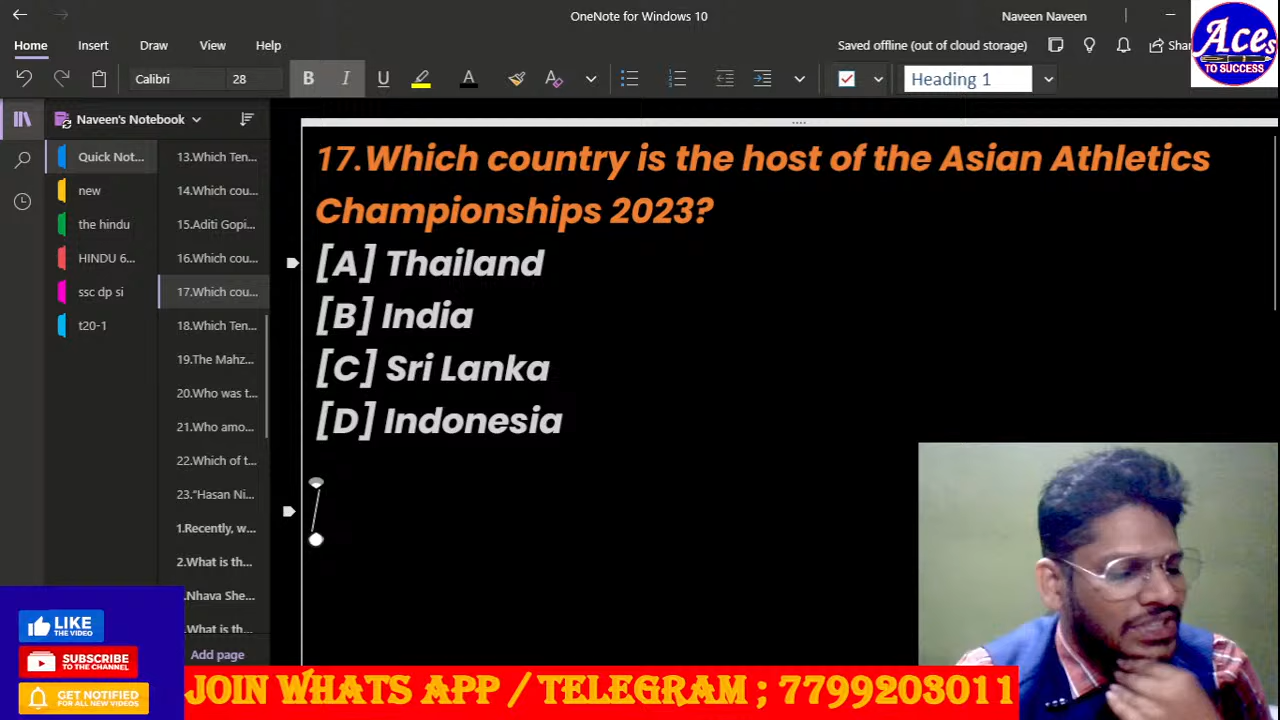 OneNote for Windows 10
Naveen Naveen
Home
Insert
Draw
View
Help
Saved offline (out of cloud storage)
Shar
Aces
TO SUCCESS
Calibri
28
B
I
U
A
A
Heading 1
Naveen's Notebook
Quick Not...
new
the hindu
HINDU 6...
ssc dp si
t20-1
13.Which Ten...
14.Which cou...
15.Aditi Gopi...
16.Which cou...
17.Which cou...
18.Which Ten...
19.The Mahz...
20.Who was t...
21.Who amo...
22.Which of t...
23."Hasan Ni...
1.Recently, w...
2.What is th...
.Nhava She...
.What is th...
Add page
17.Which country is the host of the Asian Athletics
Championships 2023?
[A] Thailand
[B] India
[C] Sri Lanka
[D] Indonesia
LIKE
THE VIDEO
SUBSCRIBE
TO THE CHANNEL
GET NOTIFIED
FOR ALL NEW VIDEOS
JOIN WHATS APP / TELEGRAM ; 7799203011